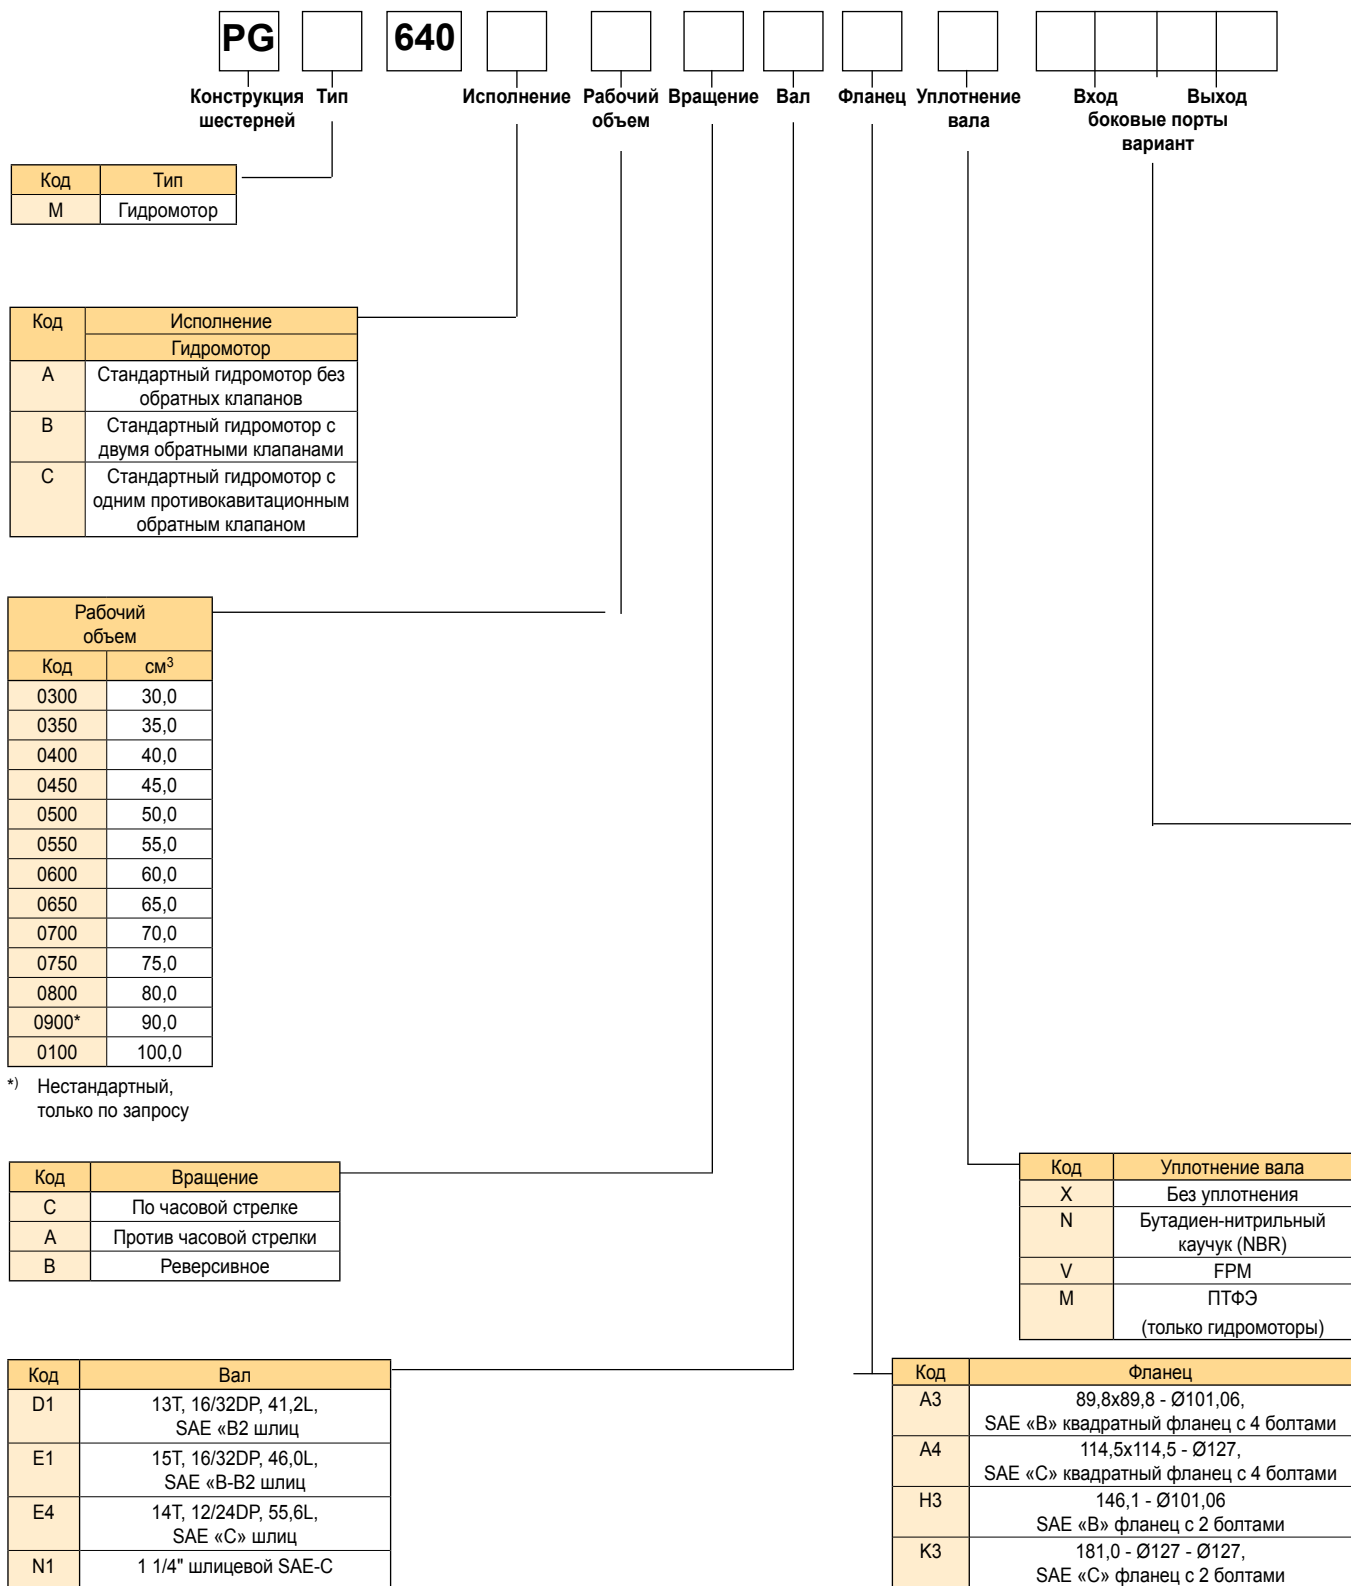 PG 640
Конструкция шестерней
Тип
Исполнение
Рабочий объем
Вращение
Вал
Фланец
Уплотнение вала
Вход Выход
боковые порты
вариант
Код Тип
M Гидромотор
Код Исполнение
Гидромотор
A Стандартный гидромотор без
обратных клапанов
B Стандартный гидромотор с
двумя обратными клапанами
C Стандартный гидромотор с
одним противокавитационным
обратным клапаном
Рабочий
объем
Код см³
0300 30,0
0350 35,0
0400 40,0
0450 45,0
0500 50,0
0550 55,0
0600 60,0
0650 65,0
0700 70,0
0750 75,0
0800 80,0
0900* 90,0
0100 100,0
*) Нестандартный,
только по запросу
Код Вращение
C По часовой стрелке
A Против часовой стрелки
B Реверсивное
Код Уплотнение вала
X Без уплотнения
N Бутадиен-нитрильный
каучук (NBR)
V FPM
M ПТФЭ
(только гидромоторы)
Код Вал
D1 13T, 16/32DP, 41,2L,
SAE «B2 шлиц
E1 15T, 16/32DP, 46,0L,
SAE «B-B2 шлиц
E4 14T, 12/24DP, 55,6L,
SAE «C» шлиц
N1 1 1/4" шлицевой SAE-C
Код Фланец
A3 89,8x89,8 - Ø101,06,
SAE «B» квадратный фланец с 4 болтами
A4 114,5x114,5 - Ø127,
SAE «C» квадратный фланец с 4 болтами
H3 146,1 - Ø101,06
SAE «B» фланец с 2 болтами
K3 181,0 - Ø127 - Ø127,
SAE «C» фланец с 2 болтами